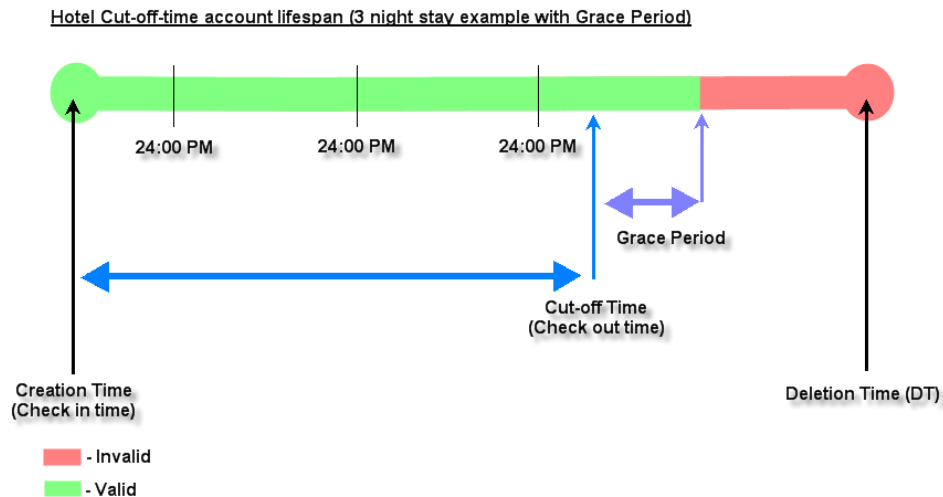 Hotel Cut-off-time account lifespan (3 night stay example with Grace Period)
24:00 PM
24:00 PM
24:00 PM
Grace Period
Cut-off Time
(Check out time)
Creation Time
(Check in time)
Deletion Time (DT)
- Invalid
- Valid